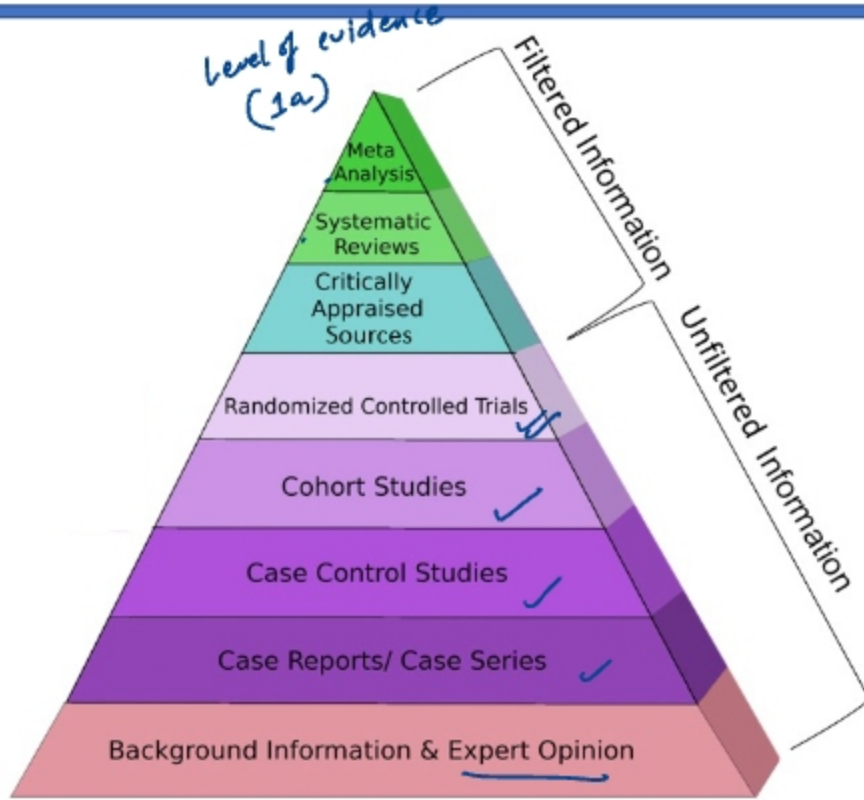 Level of evidence
(1a)
Meta
Analysis
Systematic
Reviews
Critically
Appraised
Sources
Randomized Controlled Trials
Cohort Studies
Case Control Studies
Case Reports/ Case Series
Background Information & Expert Opinion
Filtered Information
Unfiltered Information